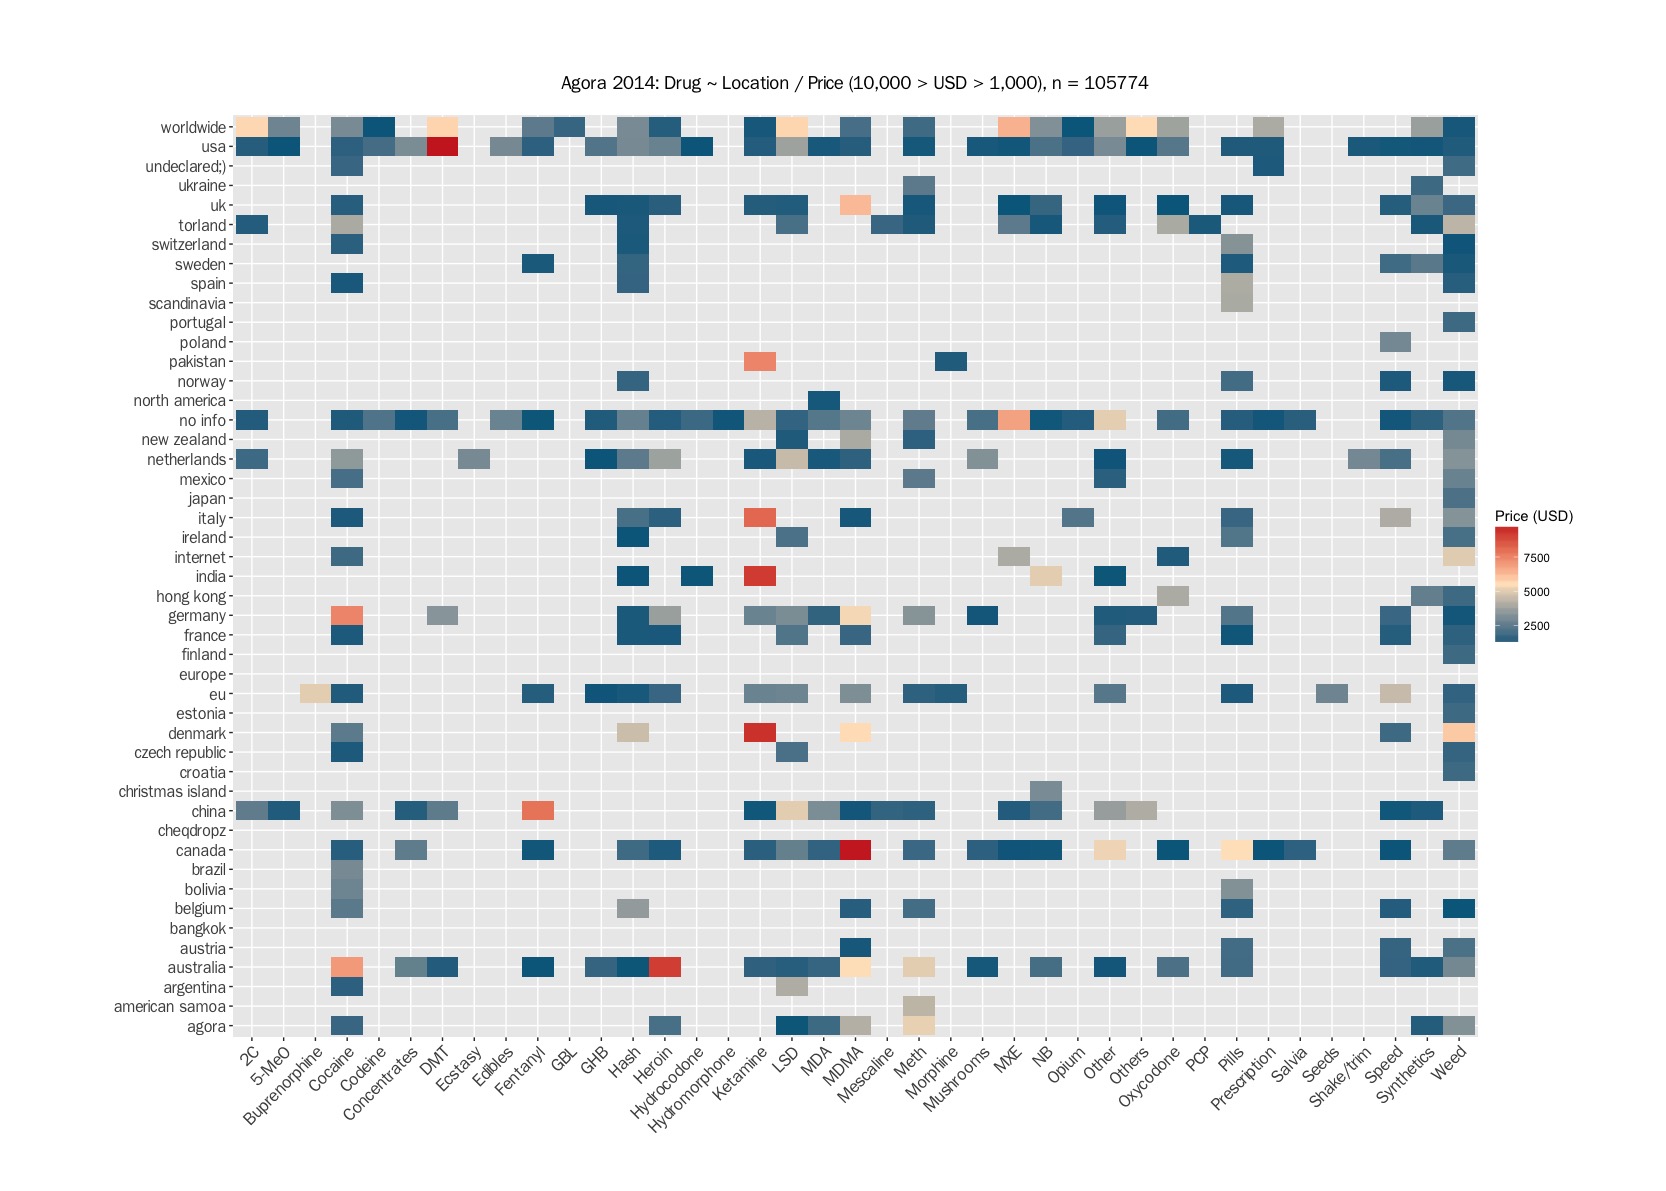 Agora 2014: Drug ~ Location / Price (10,000 > USD > 1,000), n = 105774
worldwide
usa
undeclared;)
ukraine
uk
torland
switzerland
sweden
spain
scandinavia
portugal
poland
pakistan
norway
north america
no info
new zealand
netherlands
mexico
japan
italy
ireland
internet
india
hong kong
germany
france
finland
europe
eu
estonia
denmark
czech republic
croatia
christmas island
china
cheqdropz
canada
brazil
bolivia
belgium
bangkok
austria
australia
argentina
american samoa
agora
2C
5-MeO
Buprenorphine
Cocaine
Codeine
Concentrates
DMT
Ecstasy
Edibles
Fentanyl
GBL
GHB
Hash
Heroin
Hydrocodone
Hydromorphone
Ketamine
LSD
MDA
MDMA
Mescaline
Meth
Morphine
Mushrooms
MXE
NB
Opium
Other
Others
Oxycodone
PCP
Pills
Prescription
Salvia
Seeds
Shake/trim
Speed
Synthetics
Weed
Price (USD)
7500
5000
2500